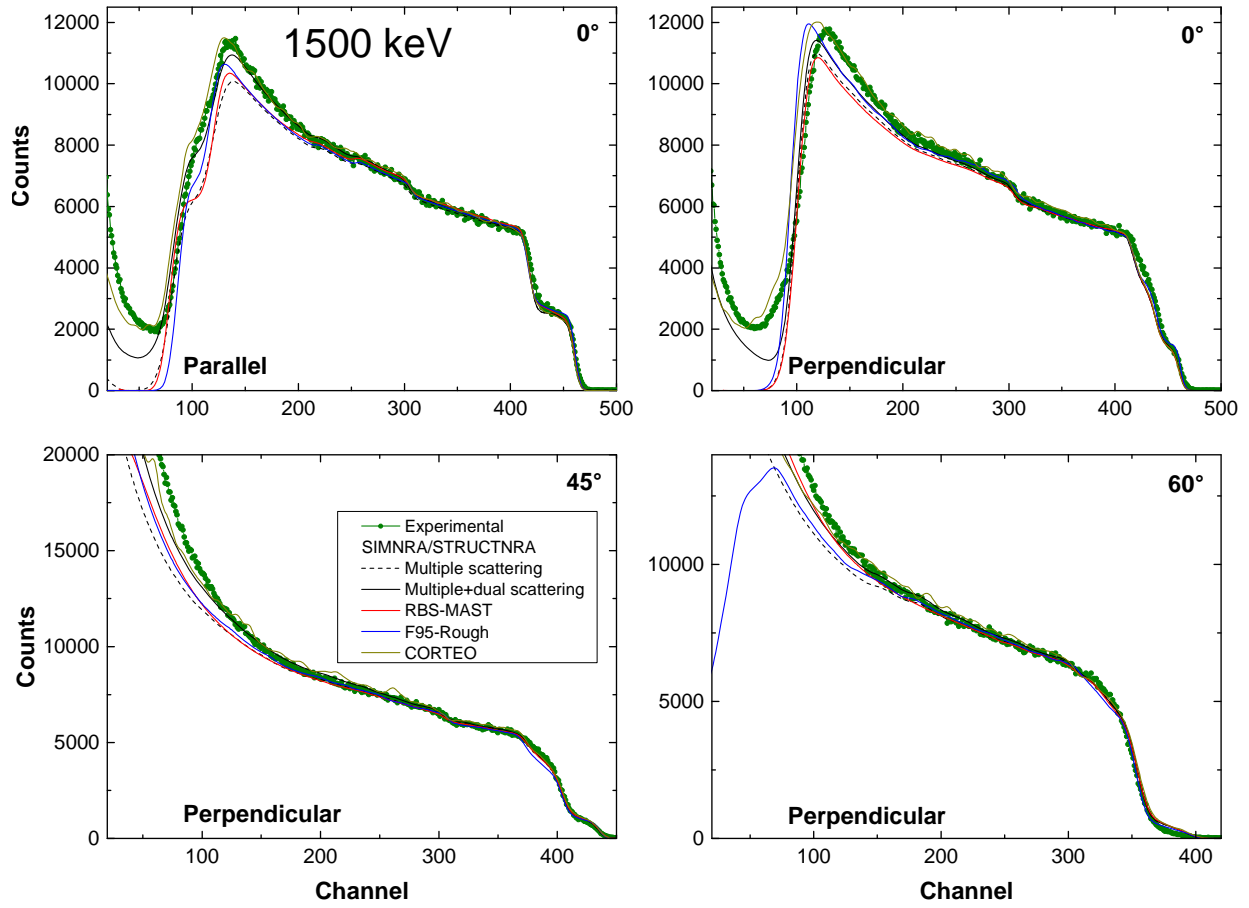 1500 keV
0°
12000
10000
8000
6000
4000
2000
0
Counts
Parallel
100 200 300 400 500
0°
12000
10000
8000
6000
4000
2000
0
Perpendicular
100 200 300 400 500
45°
20000
15000
10000
5000
0
Counts
Experimental
SIMNRA/STRUCTNRA
Multiple scattering
Multiple+dual scattering
RBS-MAST
F95-Rough
CORTEO
Perpendicular
100 200 300 400
Channel
60°
10000
5000
0
Perpendicular
100 200 300 400
Channel